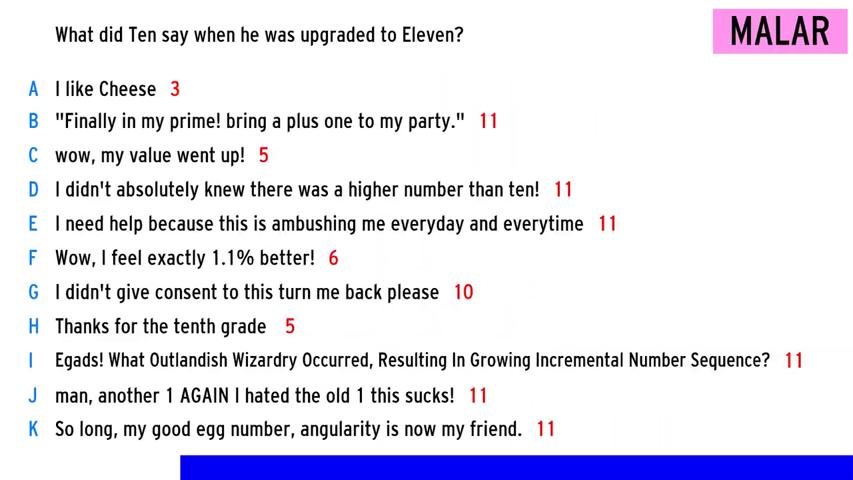 What did Ten say when he was upgraded to Eleven?
MALAR
A I like Cheese 3
B "Finally in my prime! bring a plus one to my party." 11
C wow, my value went up! 5
D I didn't absolutely knew there was a higher number than ten! 11
E I need help because this is ambushing me everyday and everytime 11
F Wow, I feel exactly 1.1% better! 6
G I didn't give consent to this turn me back please 10
H Thanks for the tenth grade 5
I Egads! What Outlandish Wizardry Occurred, Resulting In Growing Incremental Number Sequence? 11
J man, another 1 AGAIN I hated the old 1 this sucks! 11
K So long, my good egg number, angularity is now my friend. 11